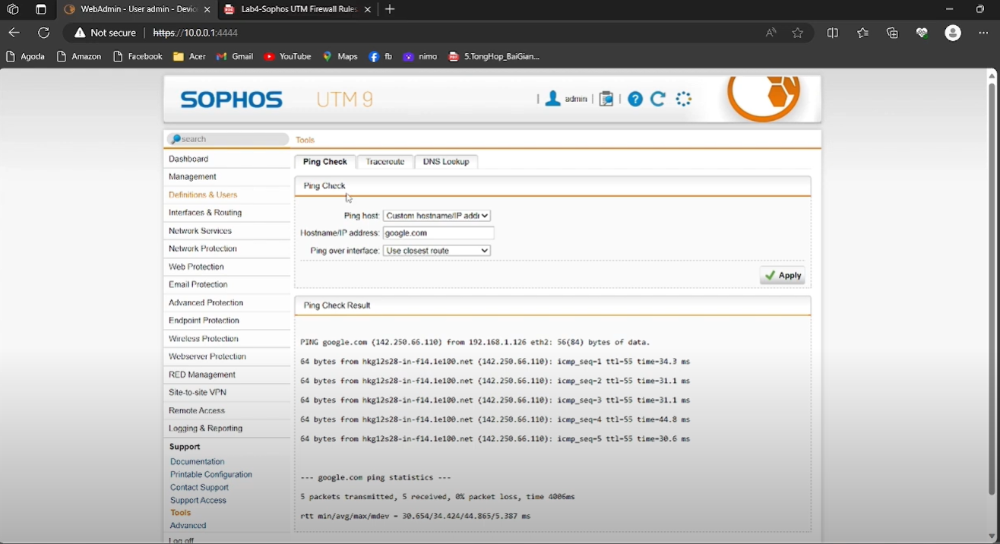 WebAdmin - User admin - Devic
Lab4-Sophos UTM Firewall Rules
Not secure
https://10.0.0.1:4444
Agoda
Amazon
Facebook
Acer
Gmail
YouTube
Maps
fb
nimo
5.TongHop_BaiGian...
SOPHOS
UTM 9
admin
search
Tools
Dashboard
Management
Definitions & Users
Interfaces & Routing
Network Services
Network Protection
Web Protection
Email Protection
Advanced Protection
Endpoint Protection
Wireless Protection
Webserver Protection
RED Management
Site-to-site VPN
Remote Access
Logging & Reporting
Support
Documentation
Printable Configuration
Contact Support
Support Access
Tools
Advanced
Log off
Ping Check
Traceroute
DNS Lookup
Ping Check
Ping host: Custom hostname/IP addr
Hostname/IP address: google.com
Ping over interface: Use closest route
Apply
Ping Check Result
PING google.com (142.250.66.110) from 192.168.1.126 eth2: 56(84) bytes of data.
64 bytes from hkg12s28-in-f14.1e100.net (142.250.66.110): icmp_seq=1 ttl=55 time=34.3 ms
64 bytes from hkg12s28-in-f14.1e100.net (142.250.66.110): icmp_seq=2 ttl=55 time=31.1 ms
64 bytes from hkg12s28-in-f14.1e100.net (142.250.66.110): icmp_seq=3 ttl=55 time=31.1 ms
64 bytes from hkg12s28-in-f14.1e100.net (142.250.66.110): icmp_seq=4 ttl=55 time=44.8 ms
64 bytes from hkg12s28-in-f14.1e100.net (142.250.66.110): icmp_seq=5 ttl=55 time=30.6 ms
--- google.com ping statistics ---
5 packets transmitted, 5 received, 0% packet loss, time 4006ms
rtt min/avg/max/mdev = 30.654/34.424/44.865/5.387 ms